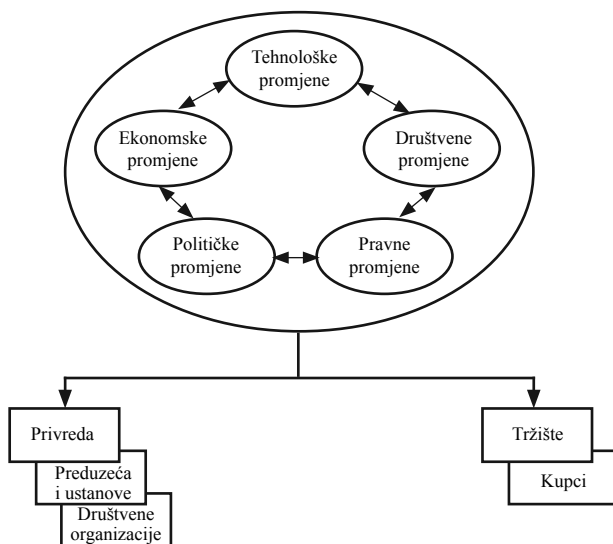 Tehnološke
promjene
Ekonomske
promjene
Društvene
promjene
Političke
promjene
Pravne
promjene
Privreda
Preduzeća
i ustanove
Društvene
organizacije
Tržište
Kupci